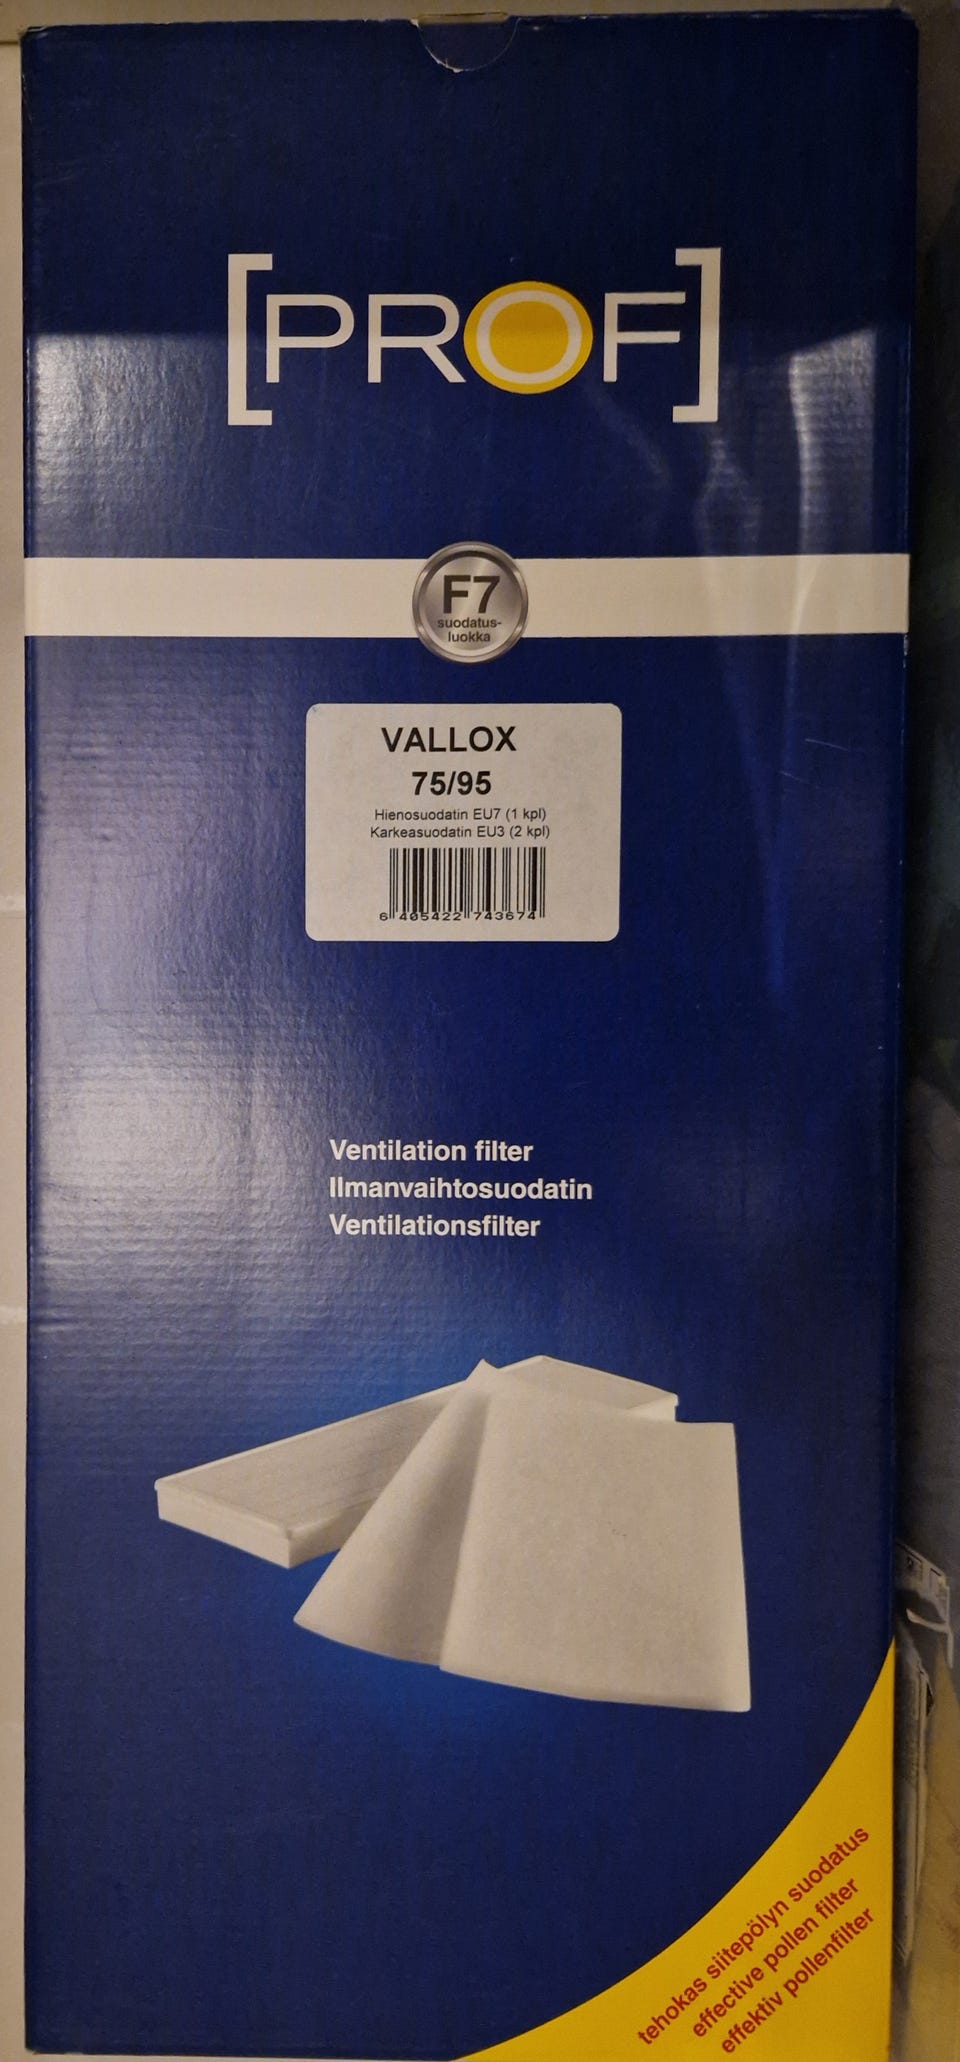 [PROF]
F7
suodatus-
luokka
VALLOX
75/95
Hienosuodatin EU7 (1 kpl)
Karkeasuodatin EU3 (2 kpl)
6 405422 743674
Ventilation filter
Ilmanvaihtosuodatin
Ventilationsfilter
tehokas siitepölyn suodatus
effective pollen filter
effektiv pollenfilter